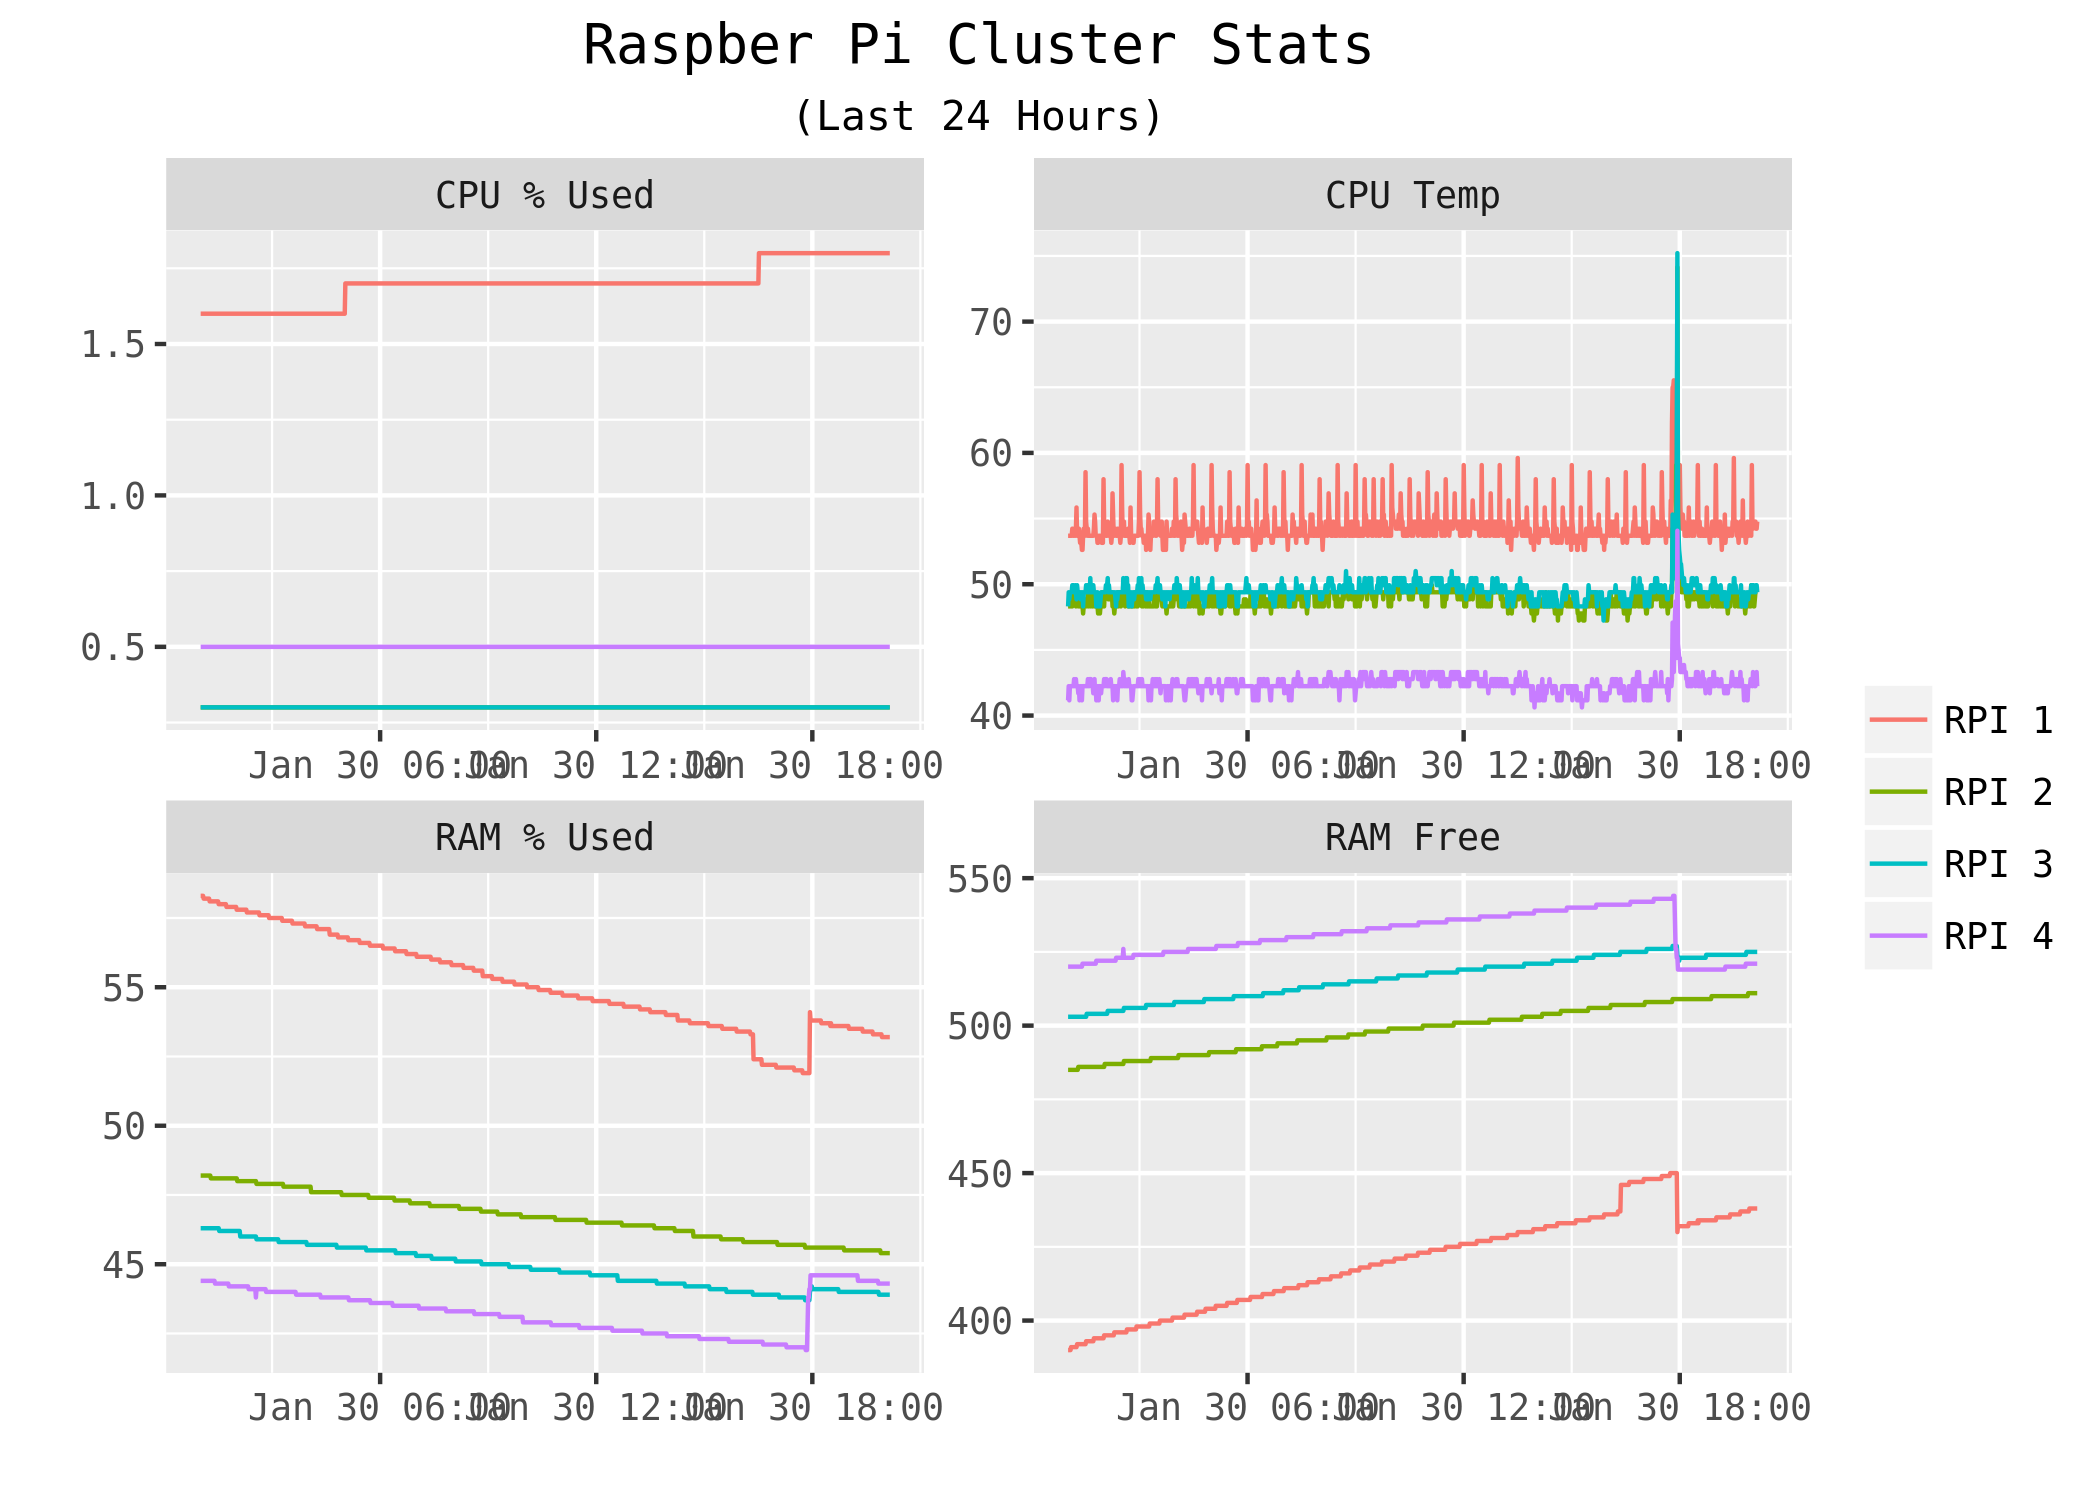 Raspber Pi Cluster Stats
(Last 24 Hours)
CPU % Used
CPU Temp
1.5
1.0
0.5
70
60
50
40
Jan 30 06:00
Jan 30 12:00
Jan 30 18:00
Jan 30 06:00
Jan 30 12:00
Jan 30 18:00
RAM % Used
RAM Free
55
50
45
550
500
450
400
Jan 30 06:00
Jan 30 12:00
Jan 30 18:00
Jan 30 06:00
Jan 30 12:00
Jan 30 18:00
RPI 1
RPI 2
RPI 3
RPI 4